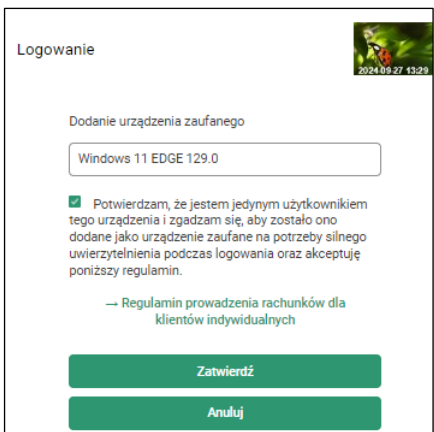 Logowanie
2024-09-27 13:29
Dodanie urządzenia zaufanego
Windows 11 EDGE 129.0
Potwierdzam, że jestem jedynym użytkownikiem
tego urządzenia i zgadzam się, aby zostało ono
dodane jako urządzenie zaufane na potrzeby silnego
uwierzytelnienia podczas logowania oraz akceptuję
poniższy regulamin.
→ Regulamin prowadzenia rachunków dla
klientów indywidualnych
Zatwierdź
Anuluj